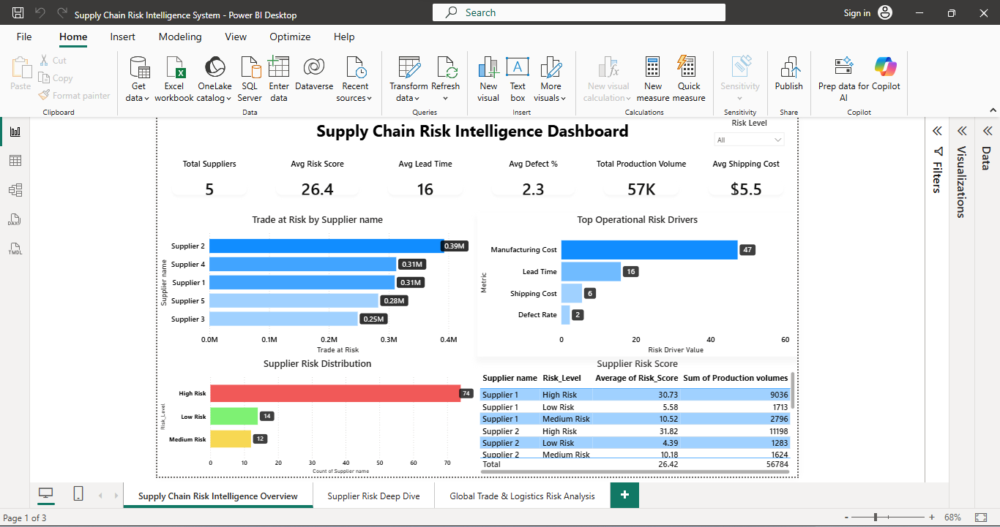 Supply Chain Risk Intelligence System - Power BI Desktop
Search
Sign in
File Home Insert Modeling View Optimize Help
Paste
Cut
Copy
Format painter
Clipboard
Get data
Excel workbook
OneLake catalog
SQL Server
Enter data
Dataverse
Recent sources
Data
Transform data
Refresh
Queries
New visual
Text box
More visuals
Insert
New visual calculation
New measure
Quick measure
Calculations
Sensitivity
Sensitivity
Publish
Share
Prep data for AI
Copilot
Copilot
DAX
TMDL
Supply Chain Risk Intelligence Dashboard
Risk Level
All
Total Suppliers
5
Avg Risk Score
26.4
Avg Lead Time
16
Avg Defect %
2.3
Total Production Volume
57K
Avg Shipping Cost
$5.5
Trade at Risk by Supplier name
Supplier name
Supplier 2 0.39M
Supplier 4 0.31M
Supplier 1 0.31M
Supplier 5 0.28M
Supplier 3 0.25M
0.0M 0.1M 0.2M 0.3M 0.4M
Trade at Risk
Top Operational Risk Drivers
Metric
Manufacturing Cost 47
Lead Time 16
Shipping Cost 6
Defect Rate 2
0 20 40 60
Risk Driver Value
Supplier Risk Distribution
Risk_Level
High Risk 74
Low Risk 14
Medium Risk 12
0 10 20 30 40 50 60 70
Count of Supplier name
Supplier Risk Score
Supplier name Risk_Level Average of Risk_Score Sum of Production volumes
Supplier 1 High Risk 30.73 9036
Supplier 1 Low Risk 5.58 1713
Supplier 1 Medium Risk 10.52 2796
Supplier 2 High Risk 31.82 11198
Supplier 2 Low Risk 4.39 1283
Supplier 2 Medium Risk 10.18 1624
Total 26.42 56784
Filters
Visualizations
Data
Supply Chain Risk Intelligence Overview
Supplier Risk Deep Dive
Global Trade & Logistics Risk Analysis
+
Page 1 of 3
- + 68%